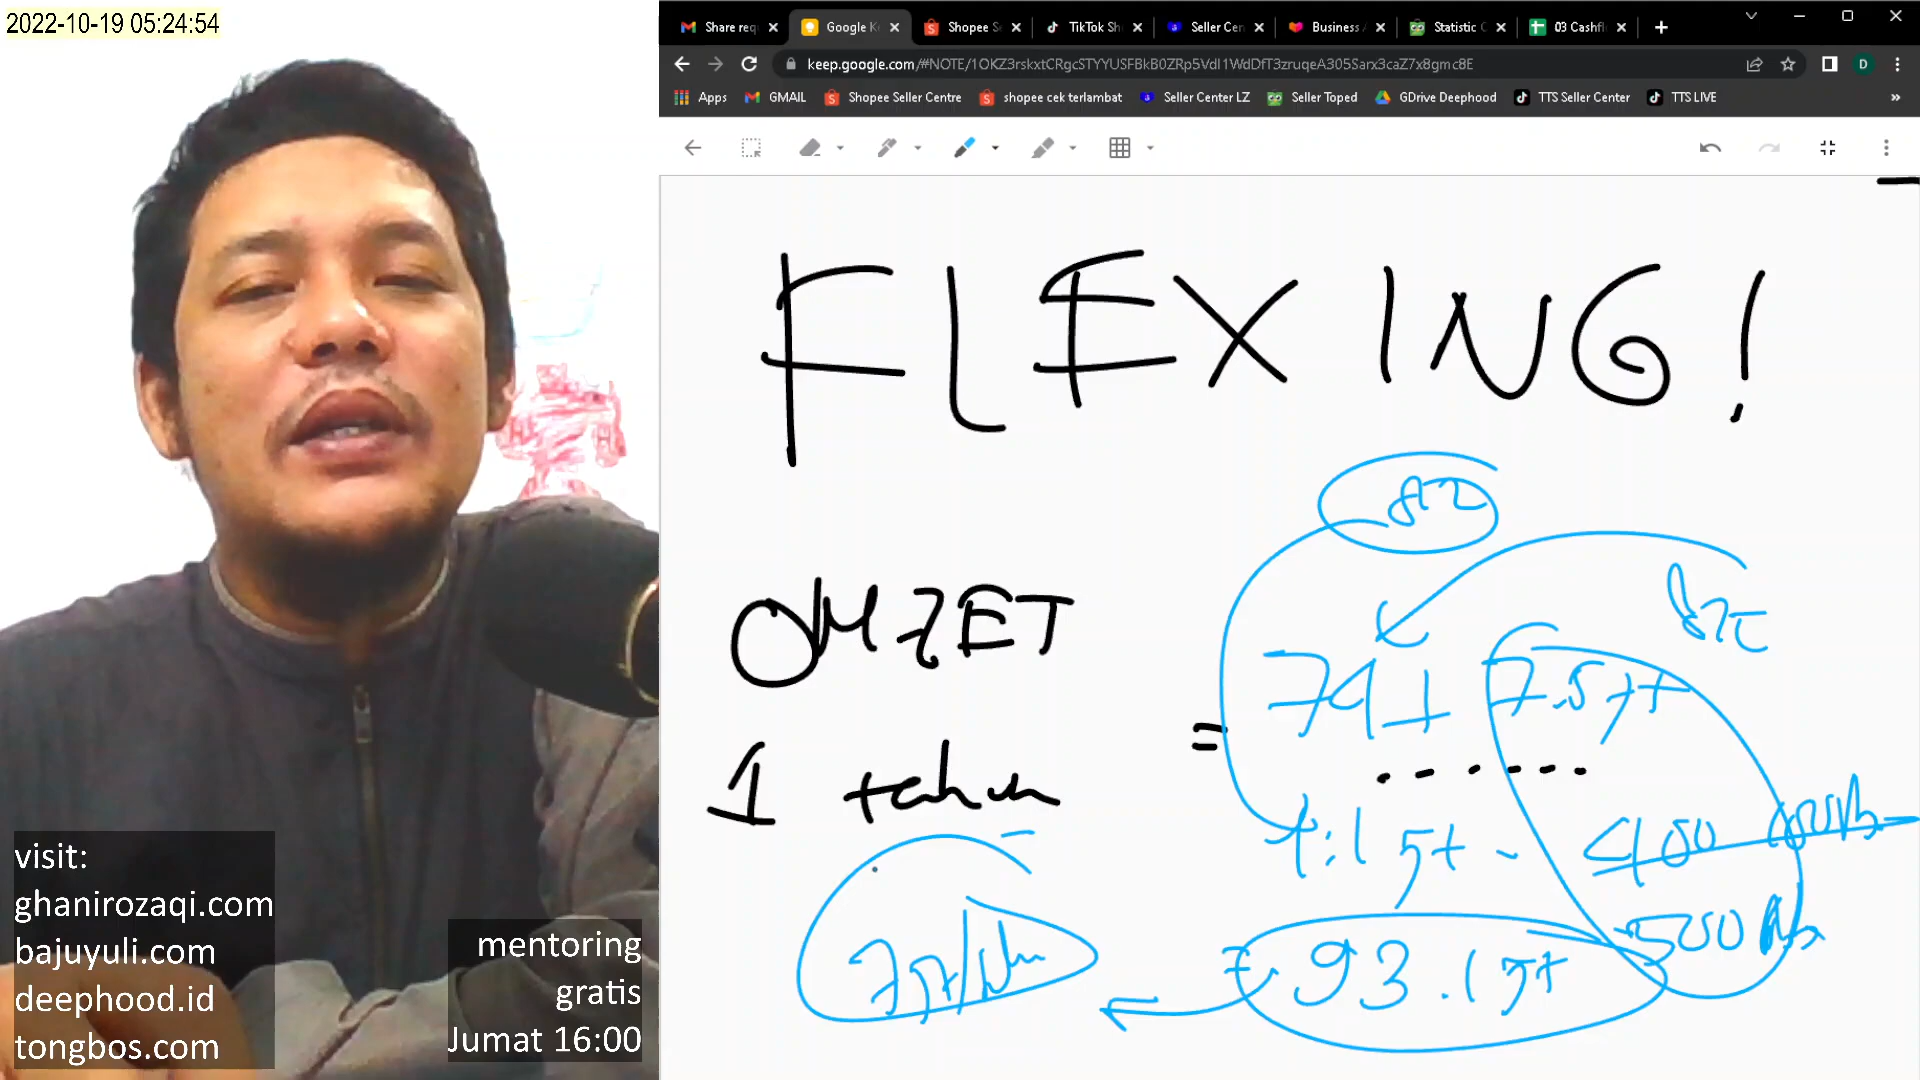 2022-10-19 05:24:54
Share req
Google K
Shopee S
TikTok Sh
Seller Cen
Business
Statistic
03 Cashfl
keep.google.com/#NOTE/1OKZ3rskxtCRgcSTYYUSFBkB0ZRp5Vdl1WdDfT3zruqeA305Sarx3caZ7x8gmc8E
D
Apps
GMAIL
Shopee Seller Centre
shopee cek terlambat
Seller Center LZ
Seller Toped
GDrive Deephood
TTS Seller Center
TTS LIVE
»
FLEXING!
OMZET
1 tahun
=
7.5 jt
400
500 rb
= 93.1 jt
visit:
ghanirozaqi.com
bajuyuli.com
deephood.id
tongbos.com
mentoring
gratis
Jumat 16:00